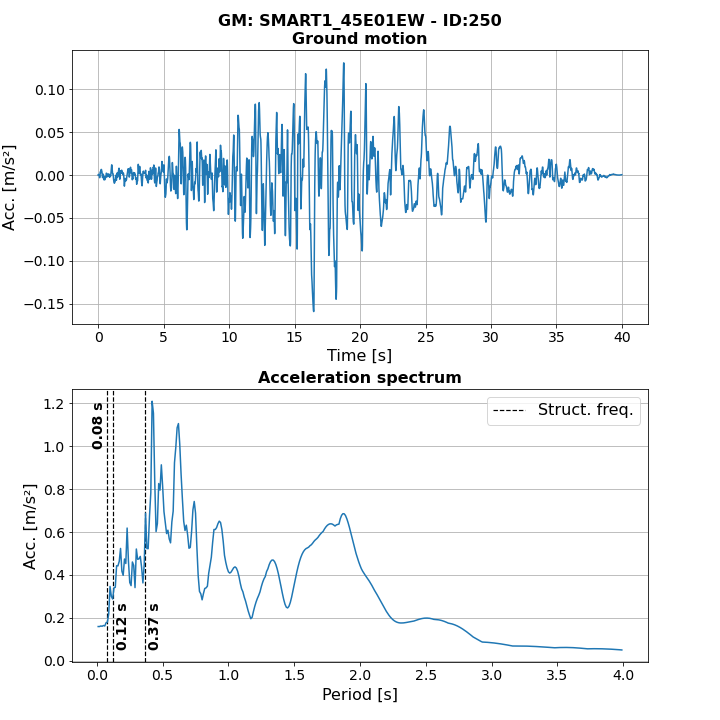 GM: SMART1_45E01EW - ID:250
Ground motion
0.10
0.05
0.00
−0.05
−0.10
−0.15
Acc. [m/s²]
0 5 10 15 20 25 30 35 40
Time [s]
Acceleration spectrum
1.2
1.0
0.8
0.6
0.4
0.2
0.0
Acc. [m/s²]
Struct. freq.
0.08 s
0.12 s
0.37 s
0.0 0.5 1.0 1.5 2.0 2.5 3.0 3.5 4.0
Period [s]